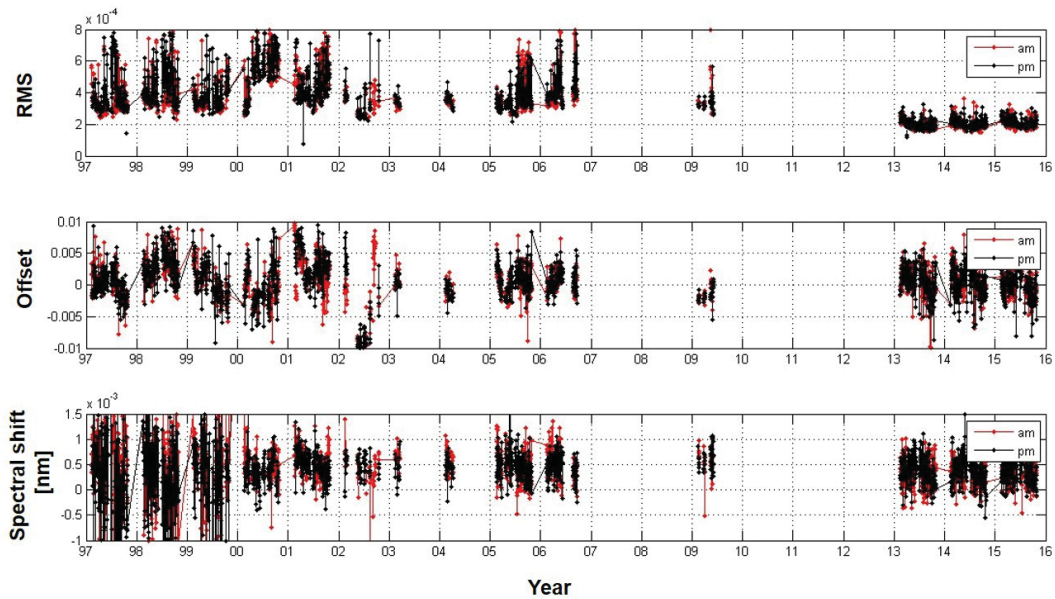 x 10⁻⁴
8
6
4
2
0
RMS
am
pm
97 98 99 00 01 02 03 04 05 06 07 08 09 10 11 12 13 14 15 16
0.01
0.005
0
-0.005
-0.01
Offset
am
pm
97 98 99 00 01 02 03 04 05 06 07 08 09 10 11 12 13 14 15 16
x 10⁻³
1.5
1
0.5
0
-0.5
-1
Spectral shift
[nm]
am
pm
97 98 99 00 01 02 03 04 05 06 07 08 09 10 11 12 13 14 15 16
Year